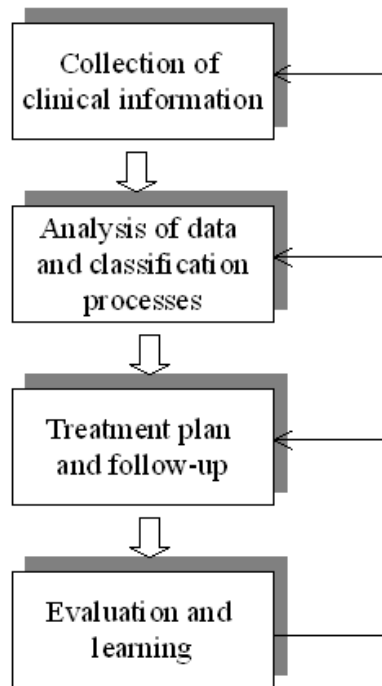 Collection of
clinical information
Analysis of data
and classification
processes
Treatment plan
and follow-up
Evaluation and
learning